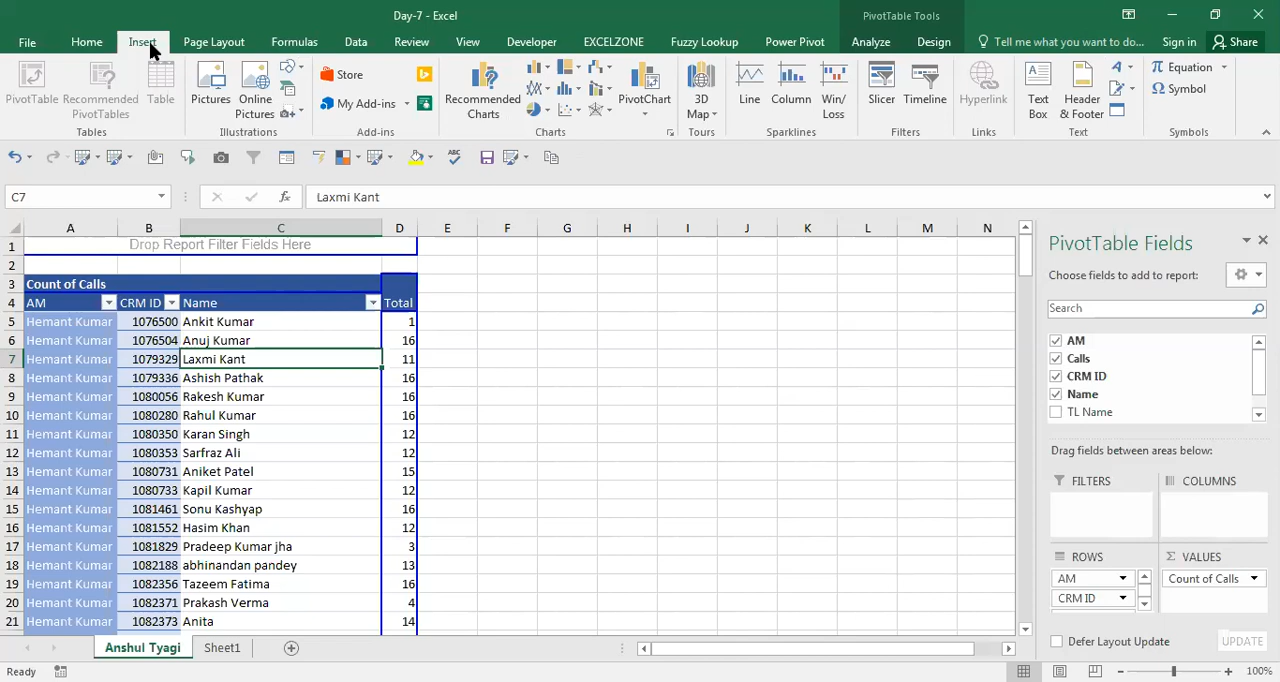 Day-7 - Excel
PivotTable Tools
File Home Insert Page Layout Formulas Data Review View Developer EXCELZONE Fuzzy Lookup Power Pivot Analyze Design Tell me what you want to do... Sign in Share
PivotTable
Recommended PivotTables
Table
Tables
Pictures
Online Pictures
Illustrations
Store
My Add-ins
Add-ins
Recommended Charts
PivotChart
Charts
3D Map
Tours
Line
Column
Win/Loss
Sparklines
Slicer
Timeline
Filters
Hyperlink
Links
Text Box
Header & Footer
Text
Equation
Symbol
Symbols
C7
Laxmi Kant
A B C D E F G H I J K L M N
1 Drop Report Filter Fields Here
2
3 Count of Calls
4 AM CRM ID Name Total
5 Hemant Kumar 1076500 Ankit Kumar 1
6 Hemant Kumar 1076504 Anuj Kumar 16
7 Hemant Kumar 1079329 Laxmi Kant 11
8 Hemant Kumar 1079336 Ashish Pathak 16
9 Hemant Kumar 1080056 Rakesh Kumar 16
10 Hemant Kumar 1080280 Rahul Kumar 16
11 Hemant Kumar 1080350 Karan Singh 12
12 Hemant Kumar 1080353 Sarfraz Ali 12
13 Hemant Kumar 1080731 Aniket Patel 15
14 Hemant Kumar 1080733 Kapil Kumar 12
15 Hemant Kumar 1081461 Sonu Kashyap 16
16 Hemant Kumar 1081552 Hasim Khan 12
17 Hemant Kumar 1081829 Pradeep Kumar jha 3
18 Hemant Kumar 1082188 abhinandan pandey 13
19 Hemant Kumar 1082356 Tazeem Fatima 16
20 Hemant Kumar 1082371 Prakash Verma 4
21 Hemant Kumar 1082373 Anita 14
PivotTable Fields
Choose fields to add to report:
Search
AM
Calls
CRM ID
Name
TL Name
Drag fields between areas below:
FILTERS
COLUMNS
ROWS
VALUES
AM
Count of Calls
CRM ID
Defer Layout Update
UPDATE
Anshul Tyagi
Sheet1
Ready
100%